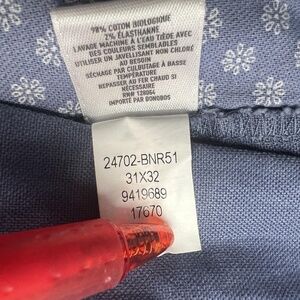 98% COTON BIOLOGIQUE
2% ÉLASTHANNE
LAVAGE MACHINE À L'EAU TIÈDE AVEC
DES COULEURS SEMBLABLES
UTILISER UN JAVELLISANT NON CHLORÉ
AU BESOIN
SÉCHAGE PAR CULBUTAGE À BASSE
TEMPÉRATURE
REPASSER AU FER CHAUD SI
NÉCESSAIRE
RN# 128064
IMPORTÉ PAR BONOBOS
24702-BNR51
31X32
9419689
17670